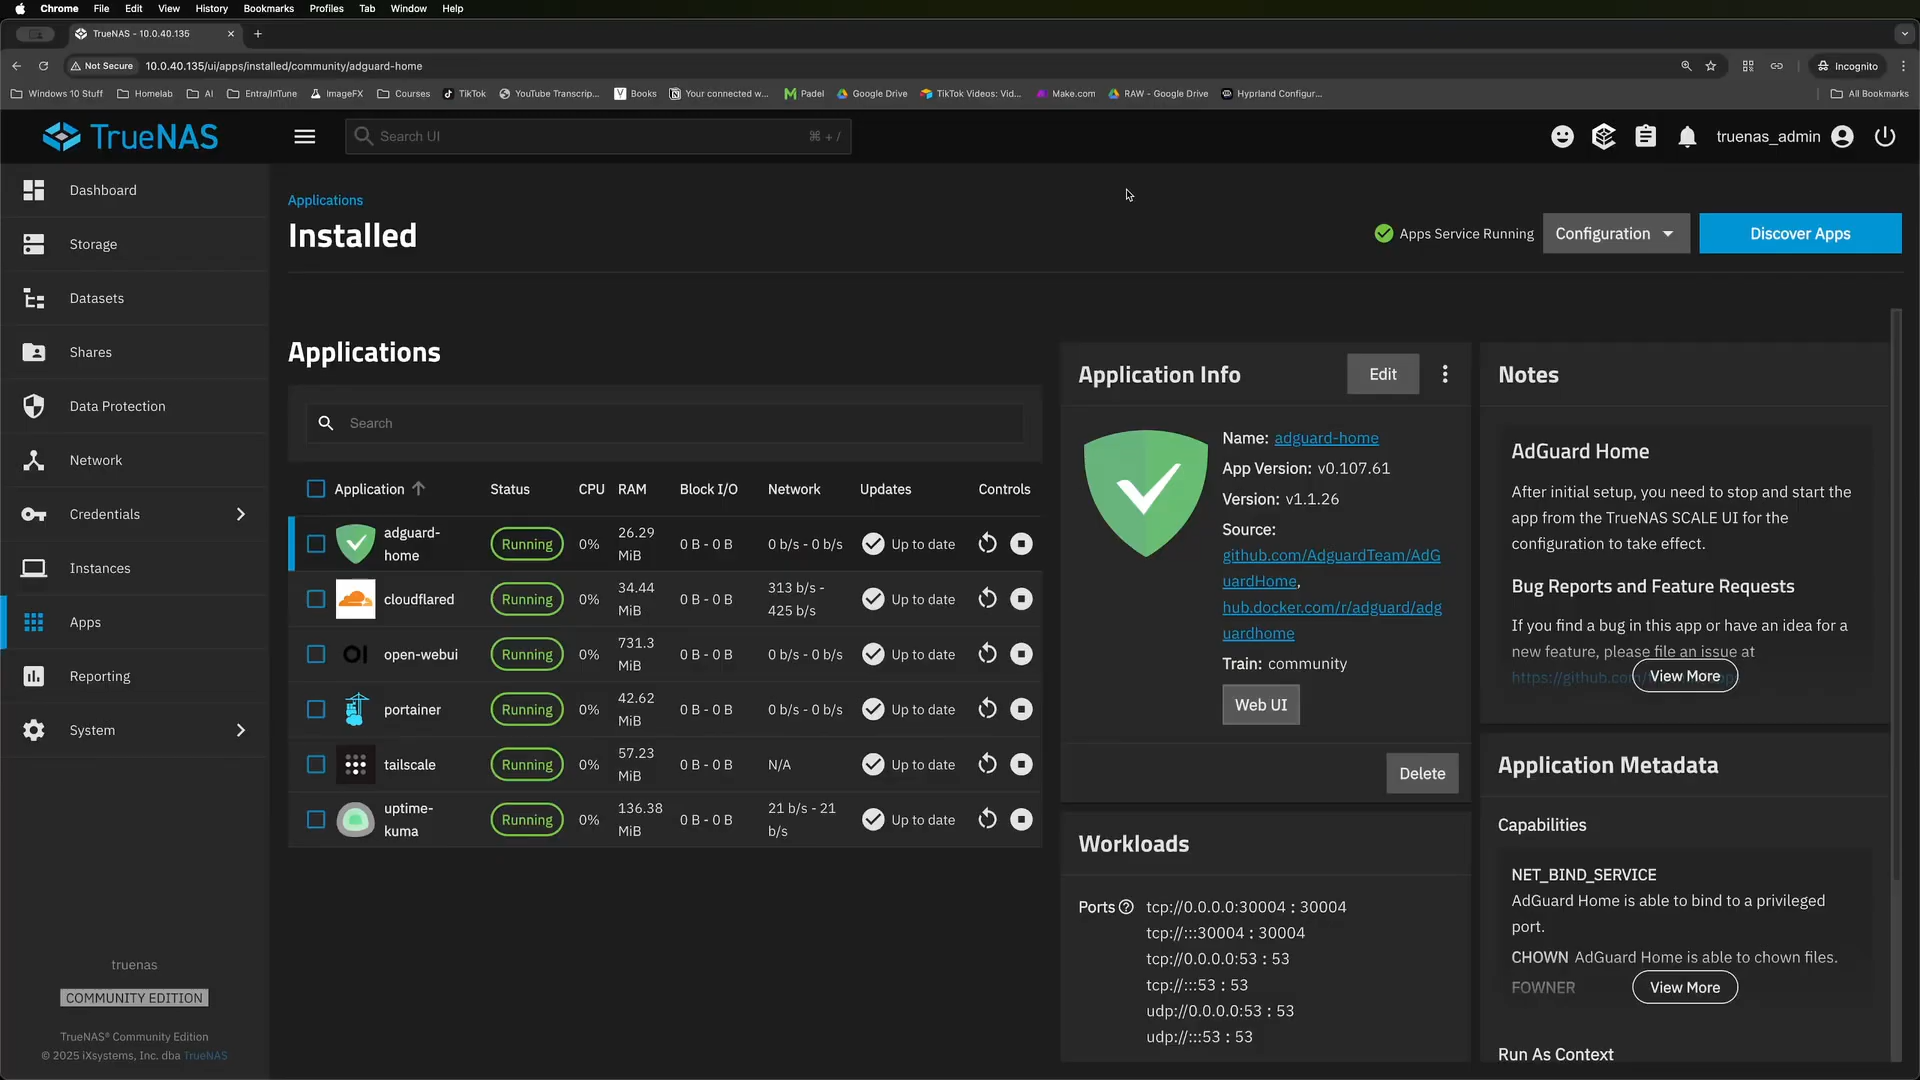 Chrome File Edit View History Bookmarks Profiles Tab Window Help
TrueNAS - 10.0.40.135
Not Secure 10.0.40.135/ui/apps/installed/community/adguard-home Incognito
Windows 10 Stuff Homelab AI Entra/InTune ImageFX Courses TikTok YouTube Transcrip... Books Your connected w... Padel Google Drive TikTok Videos: Vid... Make.com RAW - Google Drive Hyprland Configur... All Bookmarks
TrueNAS Search UI ⌘ + / truenas_admin
Dashboard
Storage
Datasets
Shares
Data Protection
Network
Credentials
Instances
Apps
Reporting
System
truenas
COMMUNITY EDITION
TrueNAS® Community Edition
© 2025 iXsystems, Inc. dba TrueNAS
Applications
Installed
Apps Service Running Configuration Discover Apps
Applications
Search
Application Status CPU RAM Block I/O Network Updates Controls
adguard-
home
Running 0% 26.29
MiB
0 B - 0 B 0 b/s - 0 b/s Up to date
cloudflared Running 0% 34.44
MiB
0 B - 0 B 313 b/s -
425 b/s
Up to date
open-webui Running 0% 731.3
MiB
0 B - 0 B 0 b/s - 0 b/s Up to date
portainer Running 0% 42.62
MiB
0 B - 0 B 0 b/s - 0 b/s Up to date
tailscale Running 0% 57.23
MiB
0 B - 0 B N/A Up to date
uptime-
kuma
Running 0% 136.38
MiB
0 B - 0 B 21 b/s - 21
b/s
Up to date
Application Info Edit
Name: adguard-home
App Version: v0.107.61
Version: v1.1.26
Source:
github.com/AdguardTeam/AdG
uardHome,
hub.docker.com/r/adguard/adg
uardhome
Train: community
Web UI
Delete
Workloads
Ports tcp://0.0.0.0:30004 : 30004
tcp://:::30004 : 30004
tcp://0.0.0.0:53 : 53
tcp://:::53 : 53
udp://0.0.0.0:53 : 53
udp://:::53 : 53
Notes
AdGuard Home
After initial setup, you need to stop and start the
app from the TrueNAS SCALE UI for the
configuration to take effect.
Bug Reports and Feature Requests
If you find a bug in this app or have an idea for a
new feature, please file an issue at
https://github.com/
View More
Application Metadata
Capabilities
NET_BIND_SERVICE
AdGuard Home is able to bind to a privileged
port.
CHOWN AdGuard Home is able to chown files.
FOWNER
View More
Run As Context